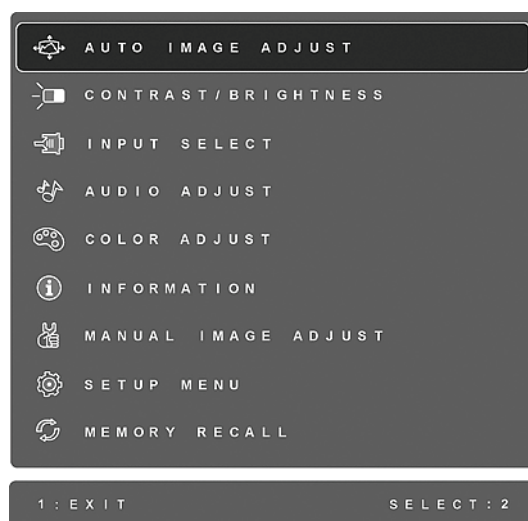 AUTO IMAGE ADJUST
CONTRAST/BRIGHTNESS
INPUT SELECT
AUDIO ADJUST
COLOR ADJUST
INFORMATION
MANUAL IMAGE ADJUST
SETUP MENU
MEMORY RECALL
1:EXIT SELECT:2